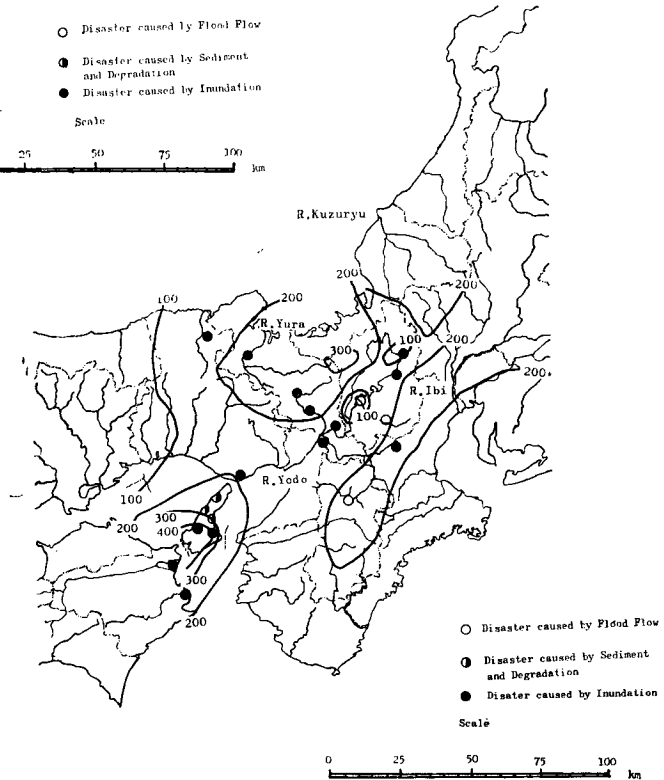 Disaster caused by Flood Flow
Disaster caused by Sediment
and Degradation
Disaster caused by Inundation
Scale
25 50 75 100
km
R.Kuzuryu
200
200
100
200
R.Yura
300
100
200
200
R.Ibi
100
100
R.Yodo
200
300
400
300
200
Disaster caused by Flood Flow
Disaster caused by Sediment
and Degradation
Disater caused by Inundation
Scale
0 25 50 75 100
km